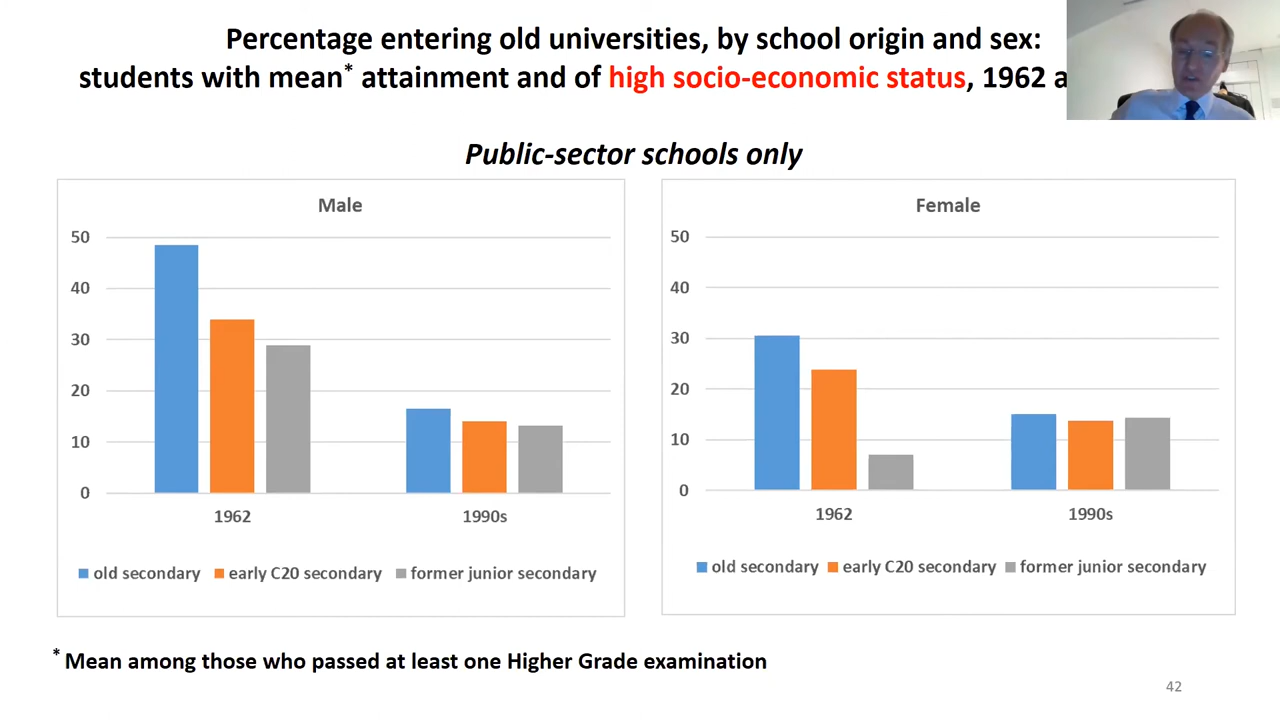 Percentage entering old universities, by school origin and sex:
students with mean* attainment and of high socio-economic status, 1962
Public-sector schools only
Male
50
40
30
20
10
0
1962 1990s
old secondary early C20 secondary former junior secondary
Female
50
40
30
20
10
0
1962 1990s
old secondary early C20 secondary former junior secondary
* Mean among those who passed at least one Higher Grade examination
42